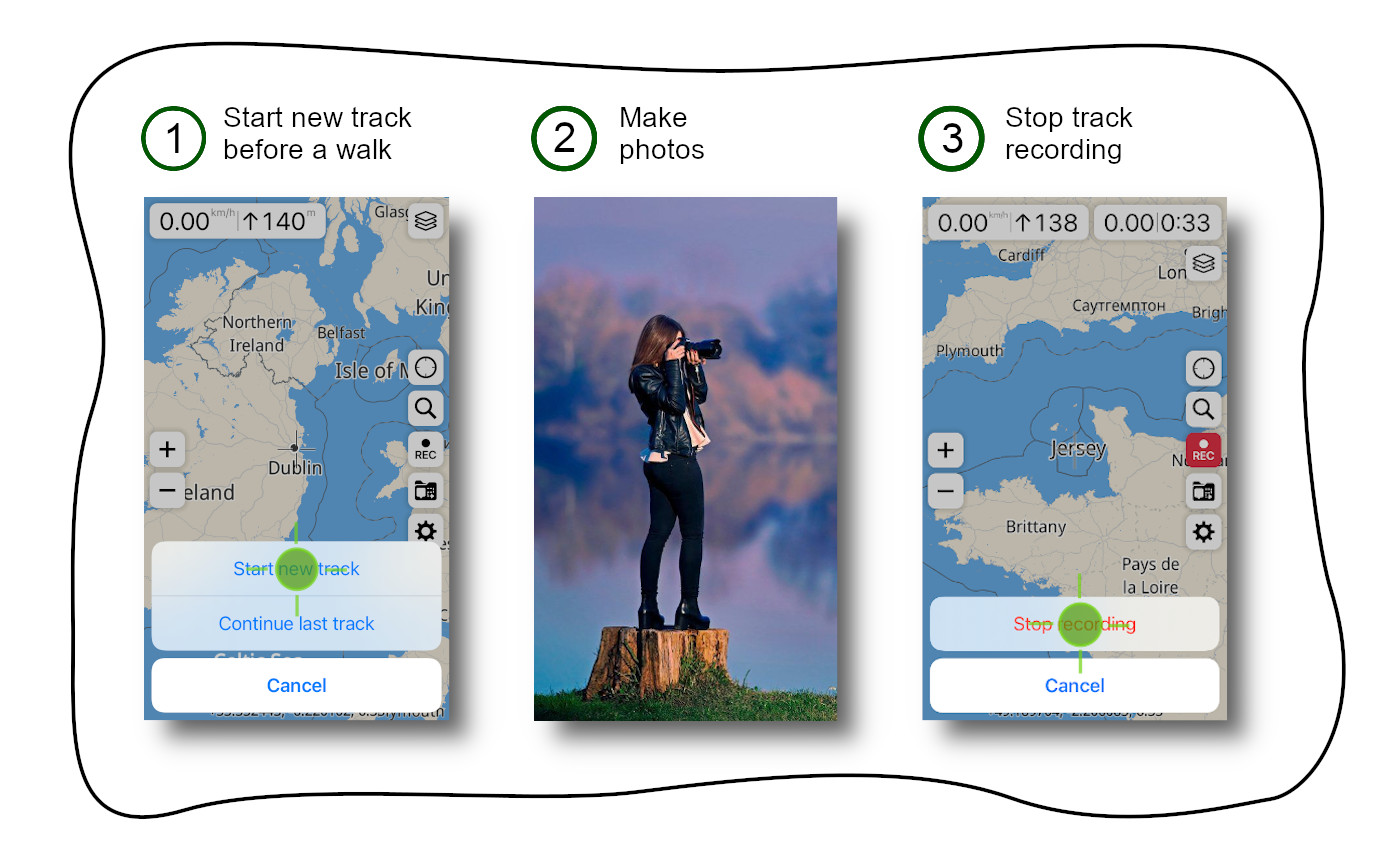 1
Start new track
before a walk
2
Make
photos
3
Stop track
recording
0.00 km/h ↑140 m
Northern
Ireland
Belfast
Isle of
REC
+
Dublin
−
eland
Start new track
Continue last track
Cancel
0.00 km/h ↑138
0.00 0:33
Cardiff
Lon
Саутгемптон
Brigh
Plymouth
+
Jersey
REC
−
Brittany
Pays de
la Loire
Stop recording
Cancel